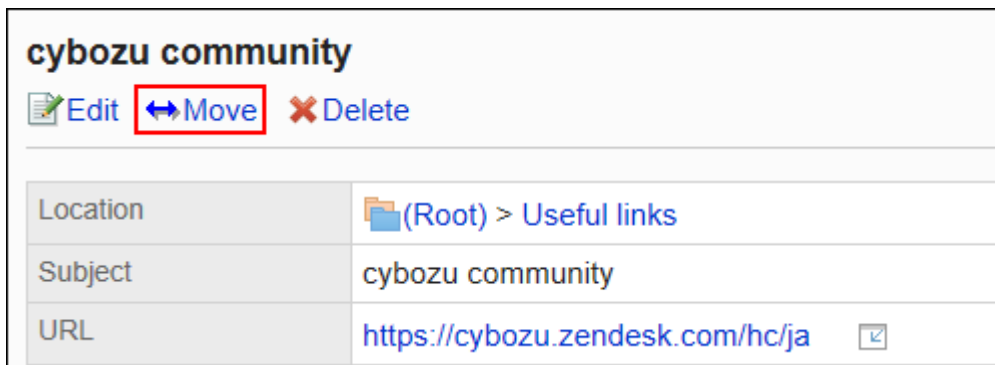 cybozu community
Edit Move Delete
Location (Root) > Useful links
Subject cybozu community
URL https://cybozu.zendesk.com/hc/ja